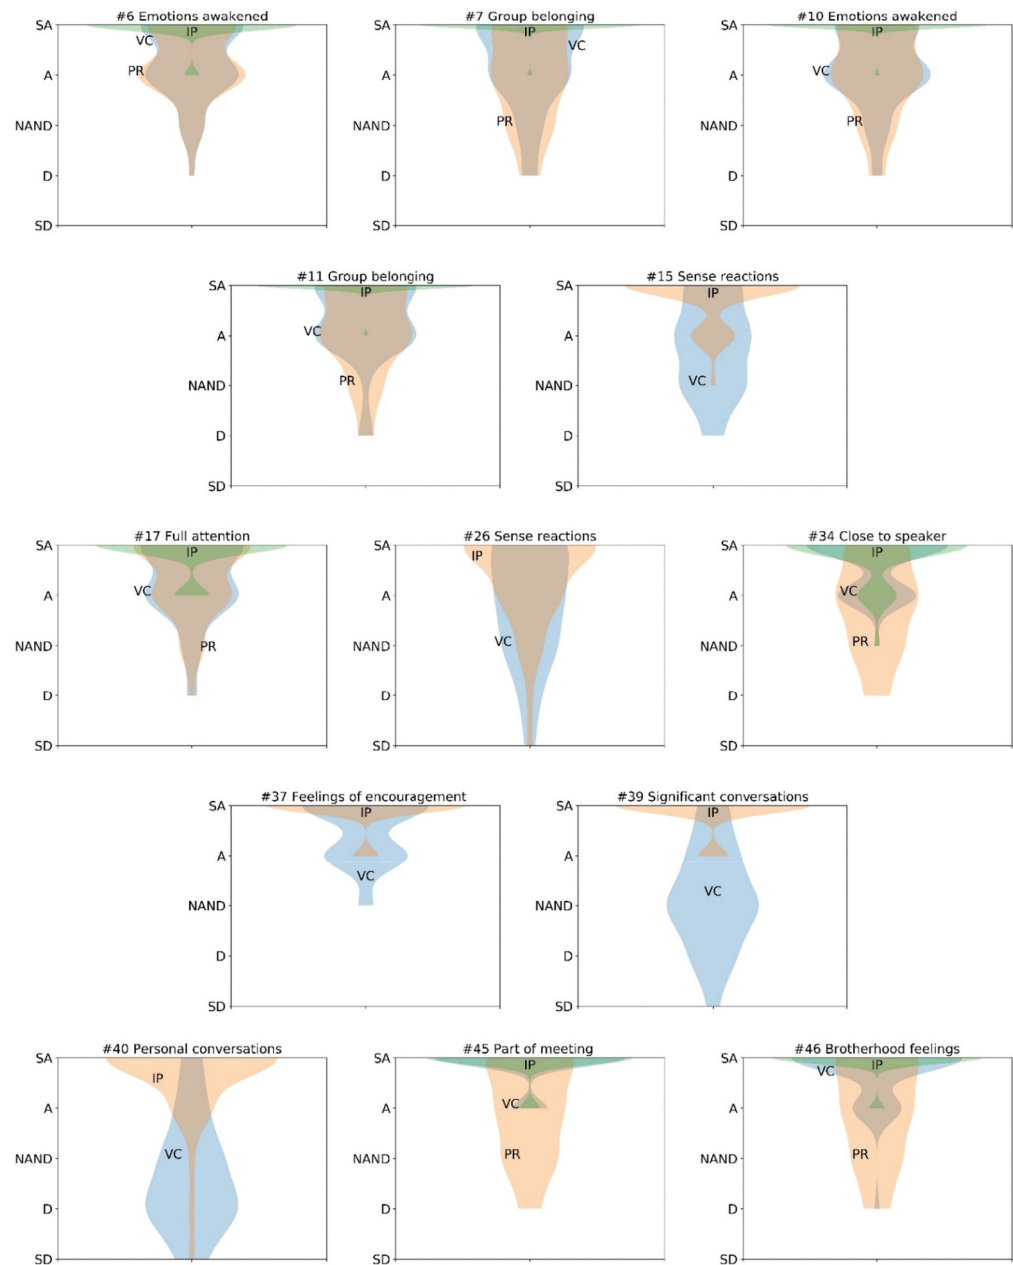 #6 Emotions awakened
SA
IP
VC
PR
A
NAND
D
SD
#7 Group belonging
SA
IP
VC
A
PR
NAND
D
SD
#10 Emotions awakened
SA
IP
VC
A
PR
NAND
D
SD
#11 Group belonging
SA
IP
VC
A
PR
NAND
D
SD
#15 Sense reactions
SA
IP
A
VC
NAND
D
SD
#17 Full attention
SA
IP
VC
A
NAND
PR
D
SD
#26 Sense reactions
SA
IP
A
VC
NAND
D
SD
#34 Close to speaker
SA
IP
VC
A
PR
NAND
D
SD
#37 Feelings of encouragement
SA
IP
A
VC
NAND
D
SD
#39 Significant conversations
SA
IP
A
VC
NAND
D
SD
#40 Personal conversations
SA
IP
A
VC
NAND
D
SD
#45 Part of meeting
SA
IP
VC
A
PR
NAND
D
SD
#46 Brotherhood feelings
SA
IP
VC
A
PR
NAND
D
SD